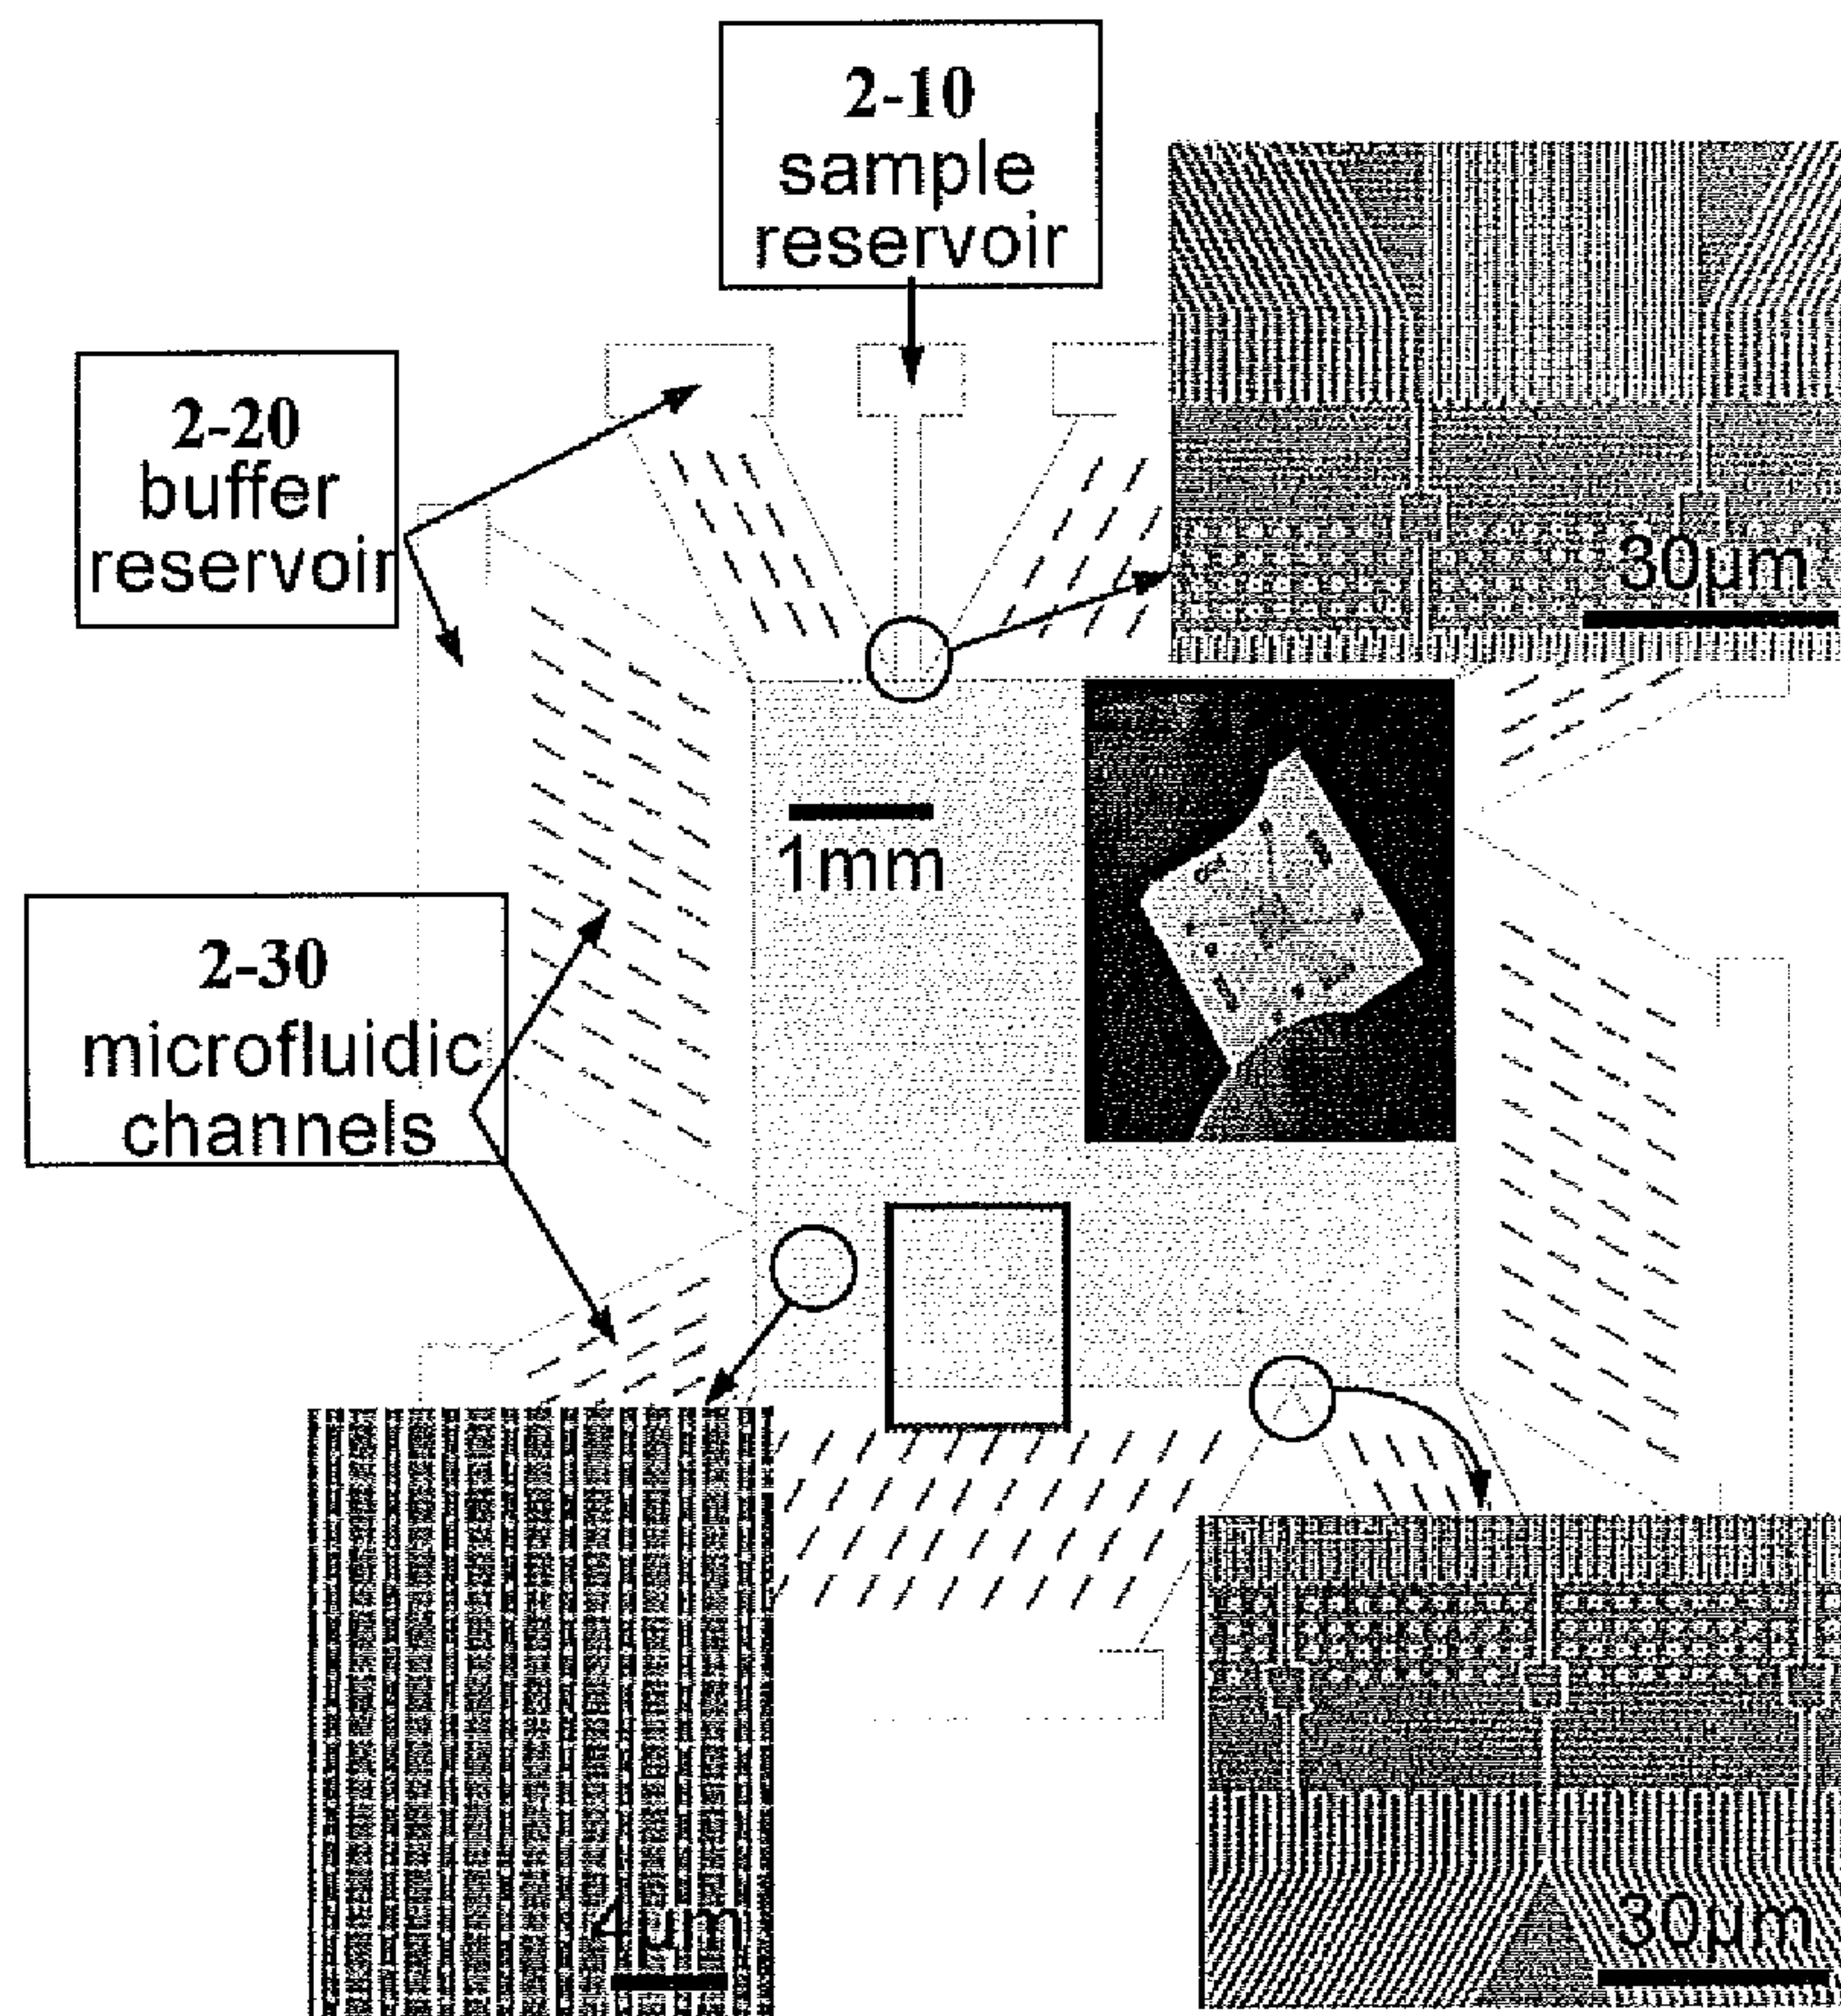 2-10
sample
reservoir
2-20
buffer
reservoir
30µm
1mm
2-30
microfluidic
channels
4µm
30µm